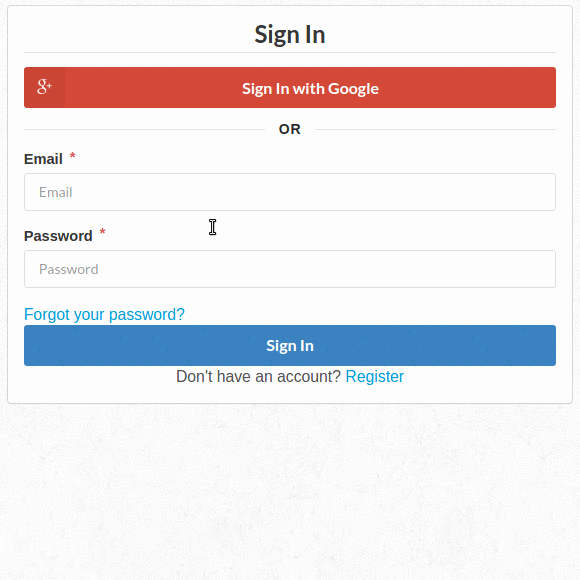 Sign In
g+ Sign In with Google
OR
Email *
Email
Password *
Password
Forgot your password?
Sign In
Don't have an account? Register